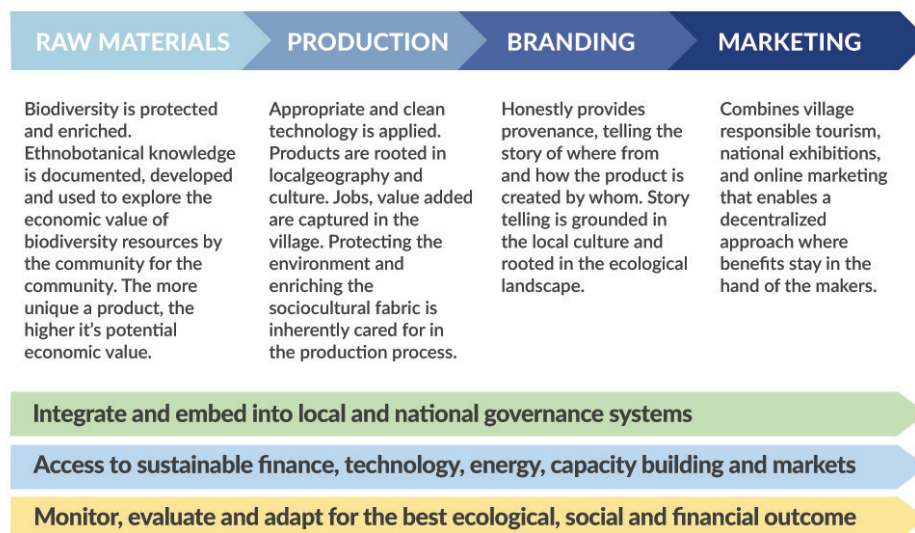 RAW MATERIALS
PRODUCTION
BRANDING
MARKETING
Biodiversity is protected
and enriched.
Ethnobotanical knowledge
is documented, developed
and used to explore the
economic value of
biodiversity resources by
the community for the
community. The more
unique a product, the
higher it's potential
economic value.
Appropriate and clean
technology is applied.
Products are rooted in
localgeography and
culture. Jobs, value added
are captured in the
village. Protecting the
environment and
enriching the
sociocultural fabric is
inherently cared for in
the production process.
Honestly provides
provenance, telling the
story of where from
and how the product is
created by whom. Story
telling is grounded in
the local culture and
rooted in the ecological
landscape.
Combines village
responsible tourism,
national exhibitions,
and online marketing
that enables a
decentralized
approach where
benefits stay in the
hand of the makers.
Integrate and embed into local and national governance systems
Access to sustainable finance, technology, energy, capacity building and markets
Monitor, evaluate and adapt for the best ecological, social and financial outcome